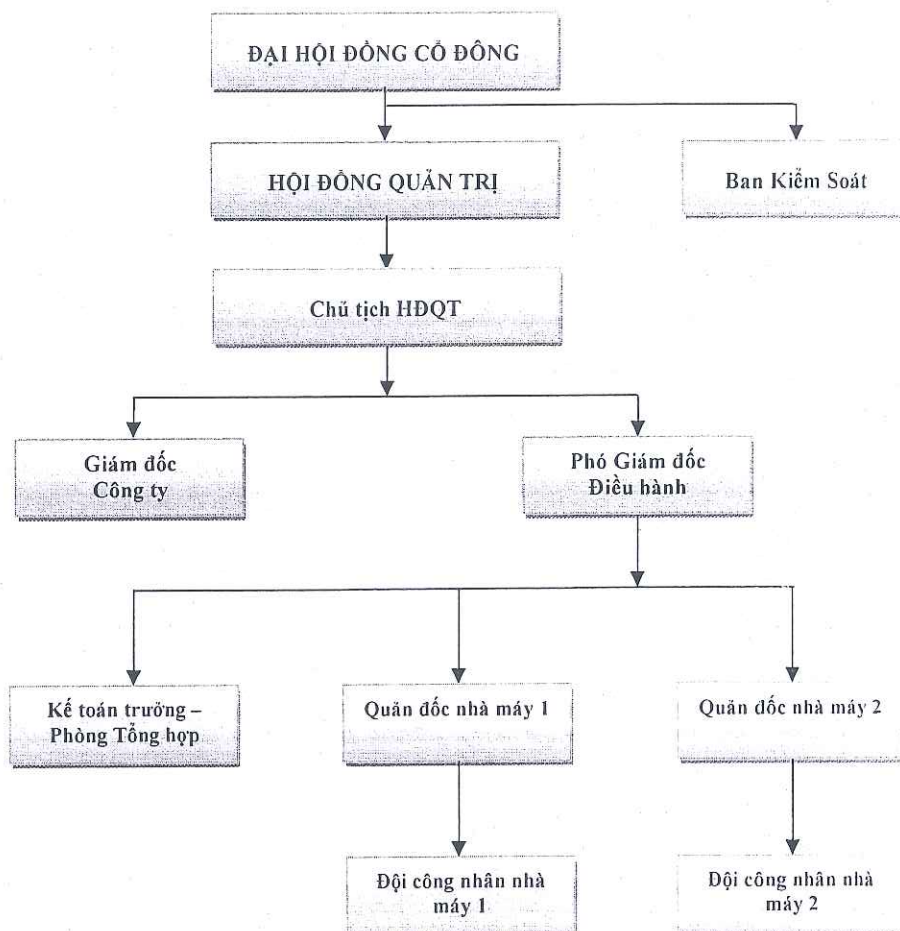 ĐẠI HỘI ĐỒNG CỔ ĐÔNG
HỘI ĐỒNG QUẢN TRỊ
Ban Kiểm Soát
Chủ tịch HĐQT
Giám đốc
Công ty
Phó Giám đốc
Điều hành
Kế toán trưởng –
Phòng Tổng hợp
Quản đốc nhà máy 1
Quản đốc nhà máy 2
Đội công nhân nhà
máy 1
Đội công nhân nhà
máy 2